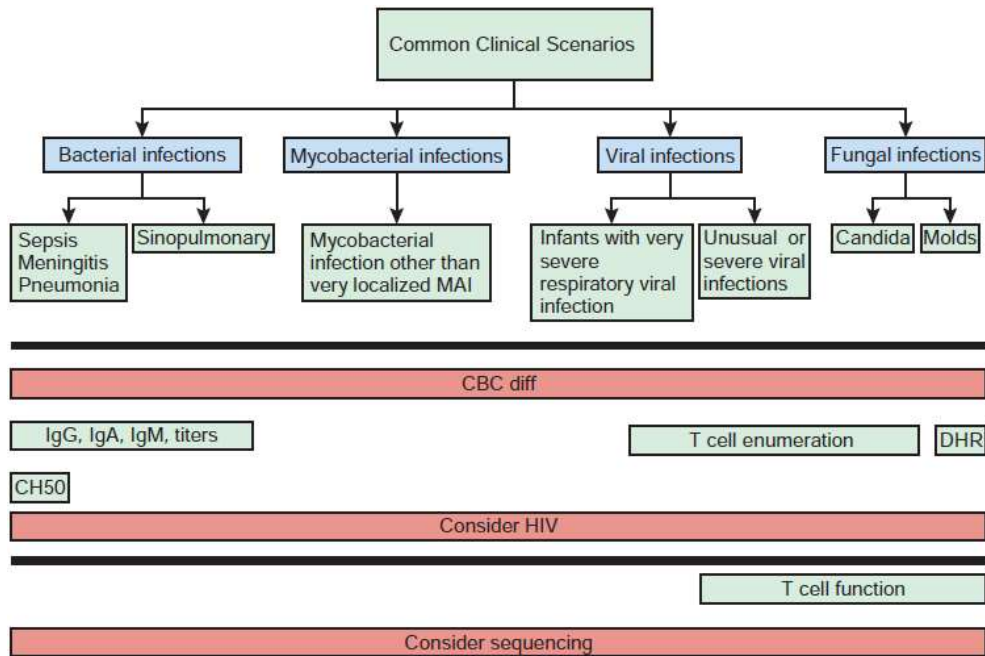 Common Clinical Scenarios
Bacterial infections
Mycobacterial infections
Viral infections
Fungal infections
Sepsis
Meningitis
Pneumonia
Sinopulmonary
Mycobacterial
infection other than
very localized MAI
Infants with very
severe
respiratory viral
infection
Unusual or
severe viral
infections
Candida
Molds
CBC diff
IgG, IgA, IgM, titers
T cell enumeration
DHR
CH50
Consider HIV
T cell function
Consider sequencing